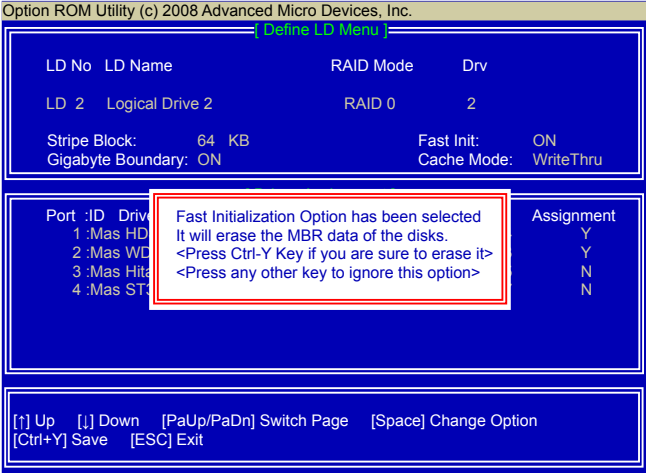 Option ROM Utility (c) 2008 Advanced Micro Devices, Inc.
[ Define LD Menu ]
LD No LD Name RAID Mode Drv
LD 2 Logical Drive 2 RAID 0 2
Stripe Block: 64 KB Fast Init: ON
Gigabyte Boundary: ON Cache Mode: WriteThru
Port :ID Drive Assignment
1 :Mas HD Y
2 :Mas WD Y
3 :Mas Hita N
4 :Mas ST3 N
Fast Initialization Option has been selected
It will erase the MBR data of the disks.
<Press Ctrl-Y Key if you are sure to erase it>
<Press any other key to ignore this option>
[↑] Up [↓] Down [PaUp/PaDn] Switch Page [Space] Change Option
[Ctrl+Y] Save [ESC] Exit